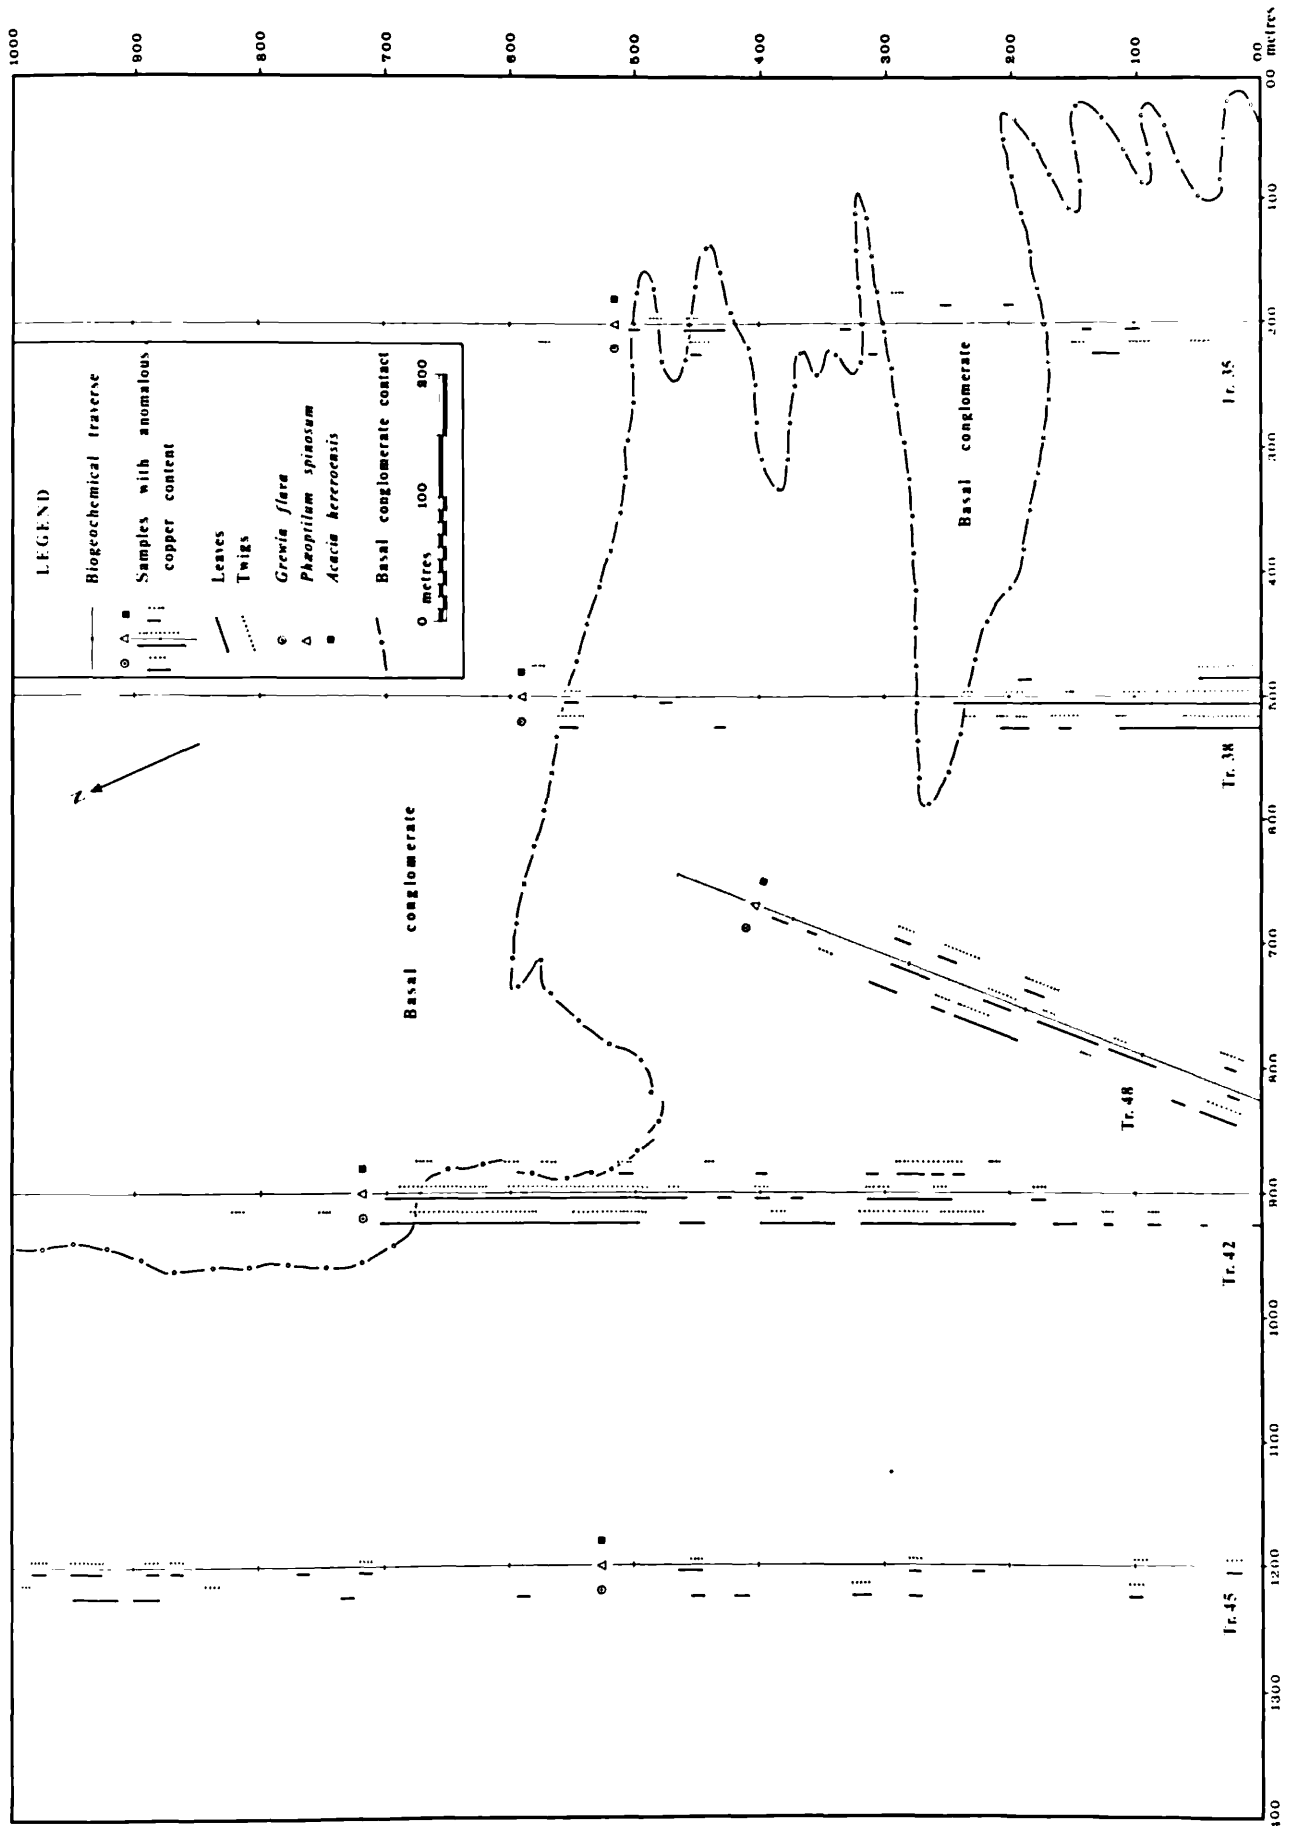 LEGEND
Biogeochemical traverse
Samples with anomalous
copper content
Leaves
Twigs
Grewia flava
Phæoptilum spinosum
Acacia hereroensis
Basal conglomerate contact
0 metres 100 200
1000
900
800
700
600
500
400
300
200
100
00
metres
00
100
200
300
400
500
600
700
800
900
1000
1100
1200
1300
400
Basal conglomerate
Basal conglomerate
Tr. 35
Tr. 38
Tr. 48
Tr. 42
Tr. 45